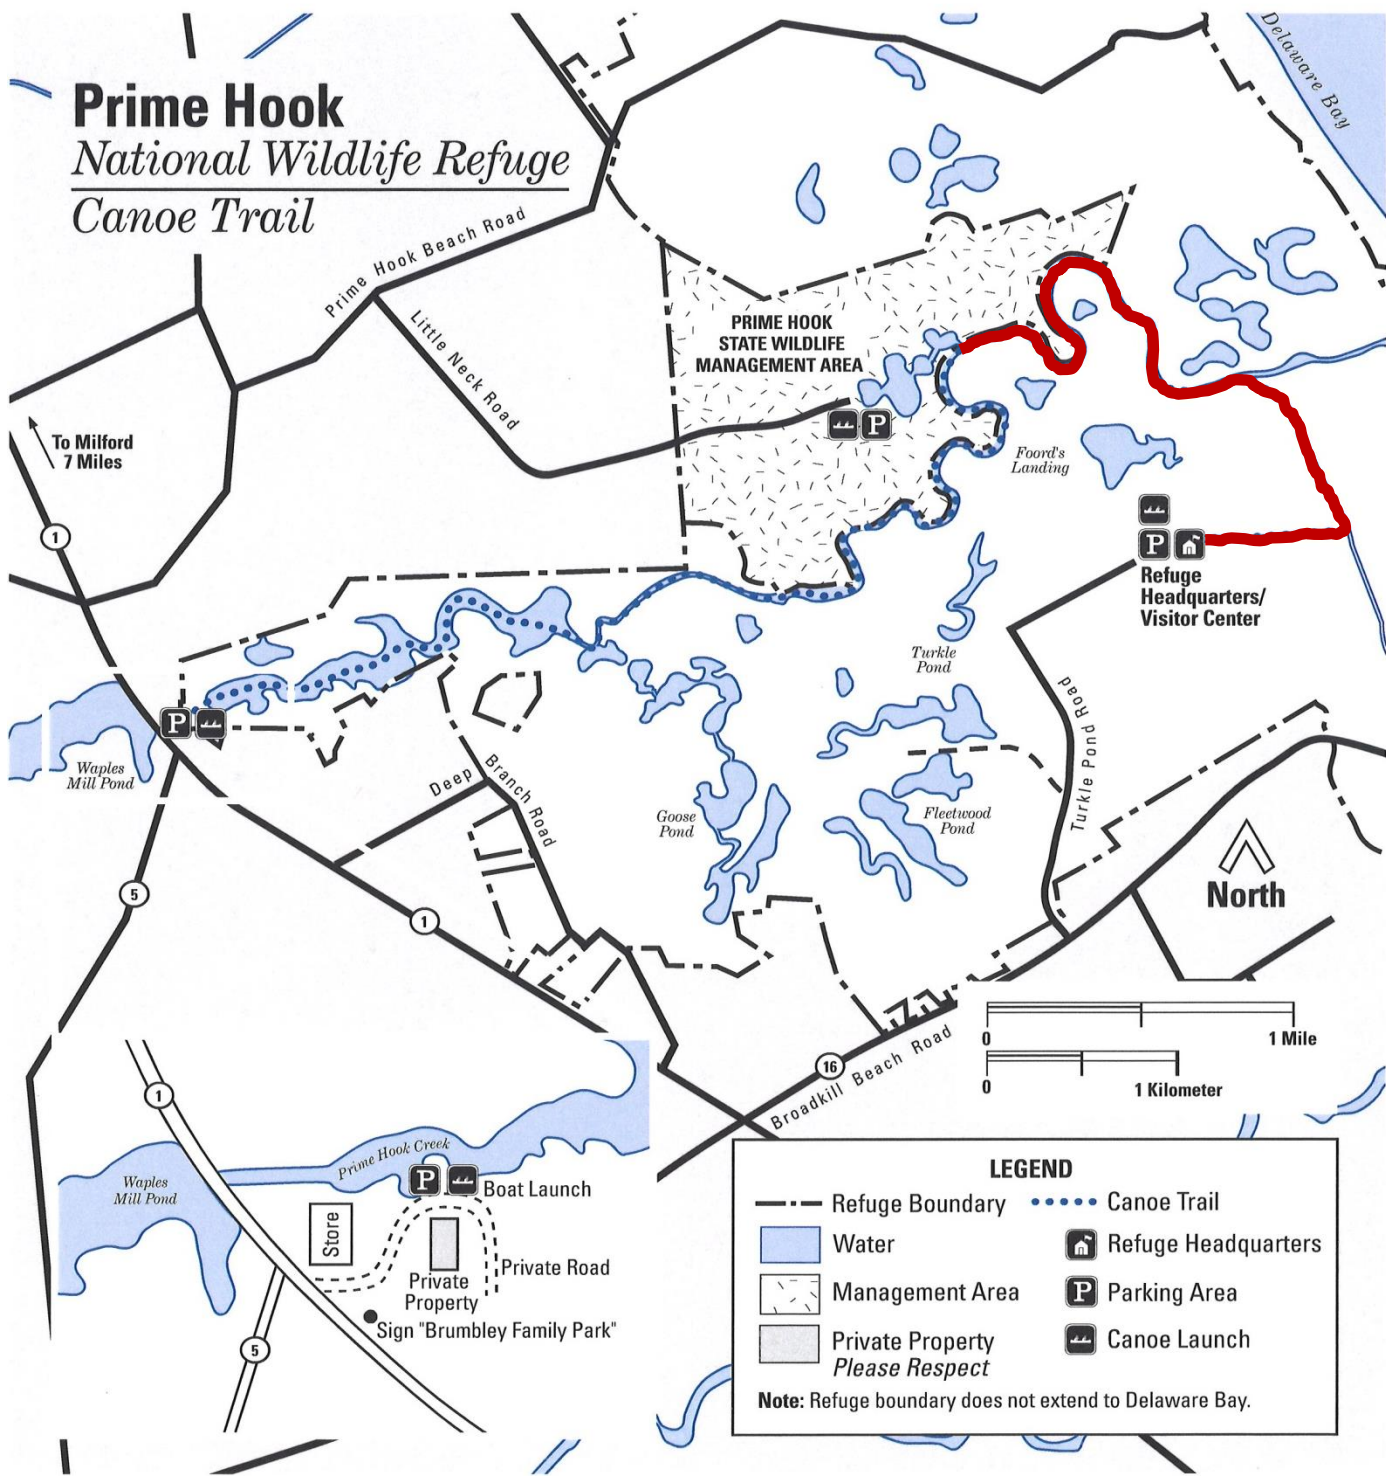 Prime Hook
National Wildlife Refuge
Canoe Trail
Delaware Bay
Prime Hook Beach Road
Little Neck Road
PRIME HOOK
STATE WILDLIFE
MANAGEMENT AREA
To Milford
7 Miles
1
P
Foord's
Landing
P
Refuge
Headquarters/
Visitor Center
Turkle
Pond
Turkle Pond Road
P
Waples
Mill Pond
Deep Branch Road
Goose
Pond
Fleetwood
Pond
North
5
1
16
Broadkill Beach Road
0
1 Mile
0
1 Kilometer
1
Prime Hook Creek
P
Boat Launch
Waples
Mill Pond
Store
Private
Property
Private Road
Sign "Brumbley Family Park"
5
LEGEND
Refuge Boundary
Canoe Trail
Water
Refuge Headquarters
Management Area
P
Parking Area
Private Property
Please Respect
Canoe Launch
Note: Refuge boundary does not extend to Delaware Bay.